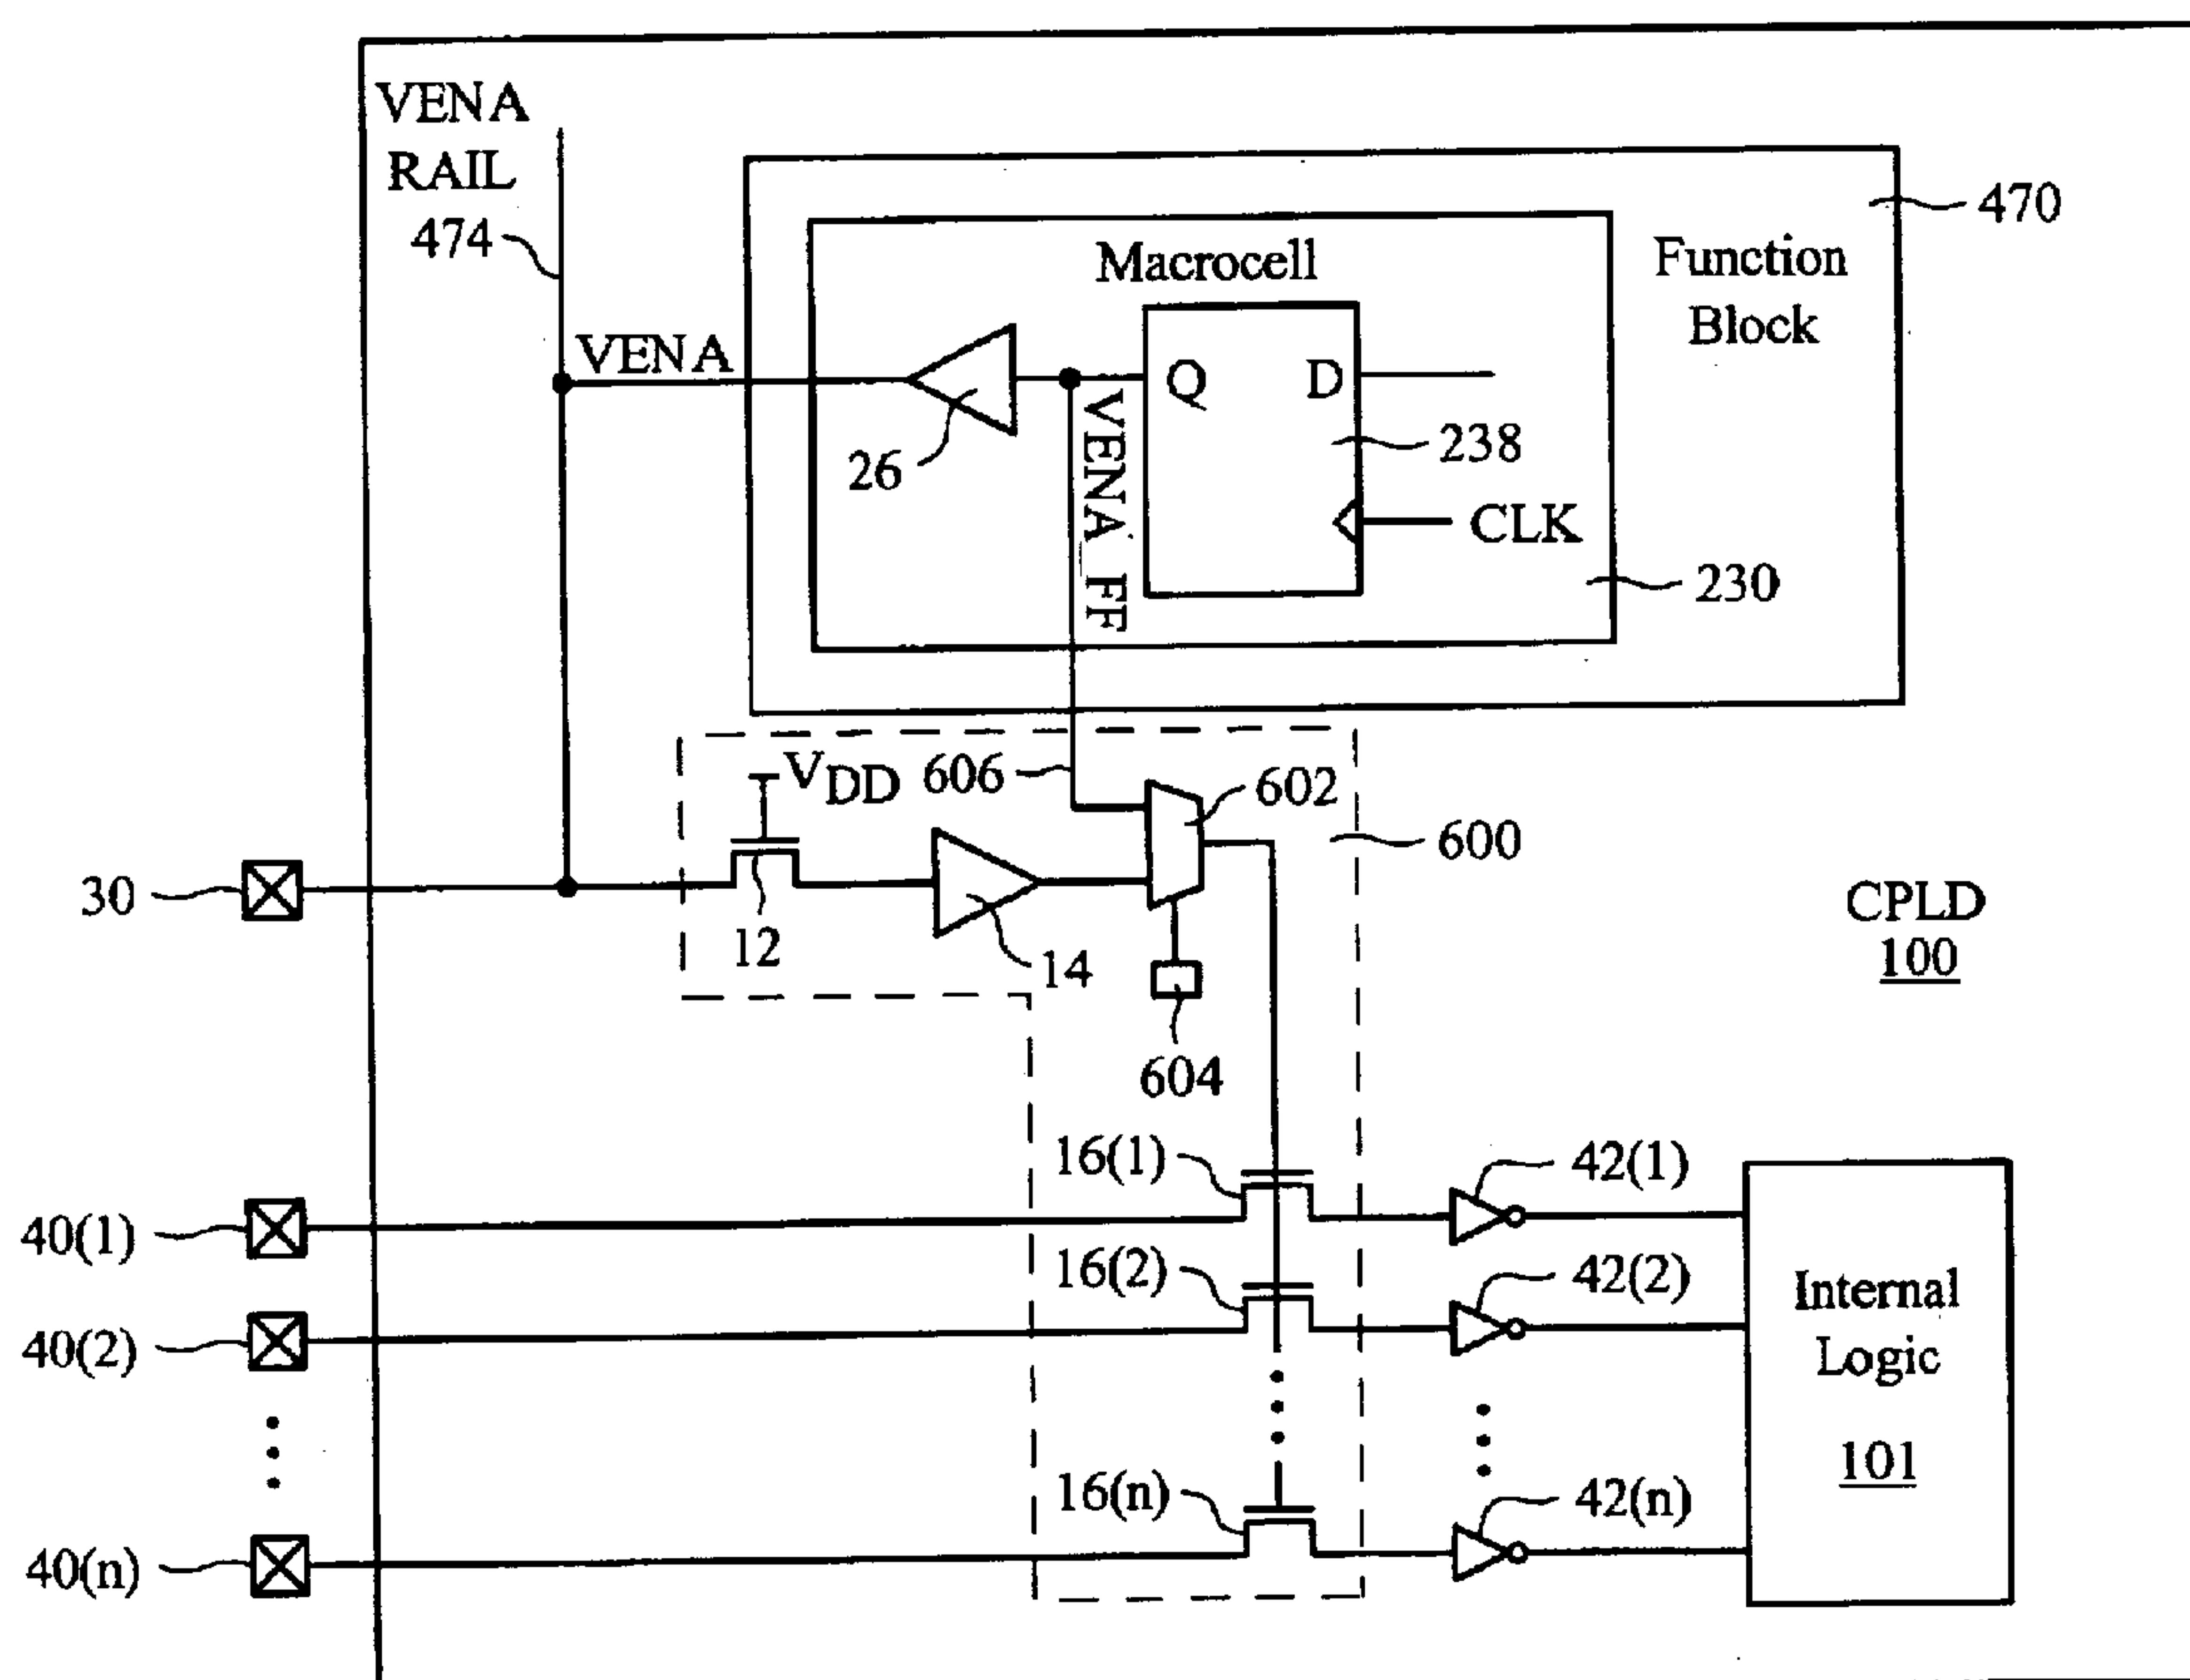 VENA
RAIL
474
470
Macrocell
Function
Block
VENA
Q
D
26
238
VENA_FF
CLK
230
VDD
606
602
600
30
12
14
CPLD
100
604
16(1)
42(1)
40(1)
16(2)
42(2)
40(2)
Internal
Logic
101
16(n)
42(n)
40(n)